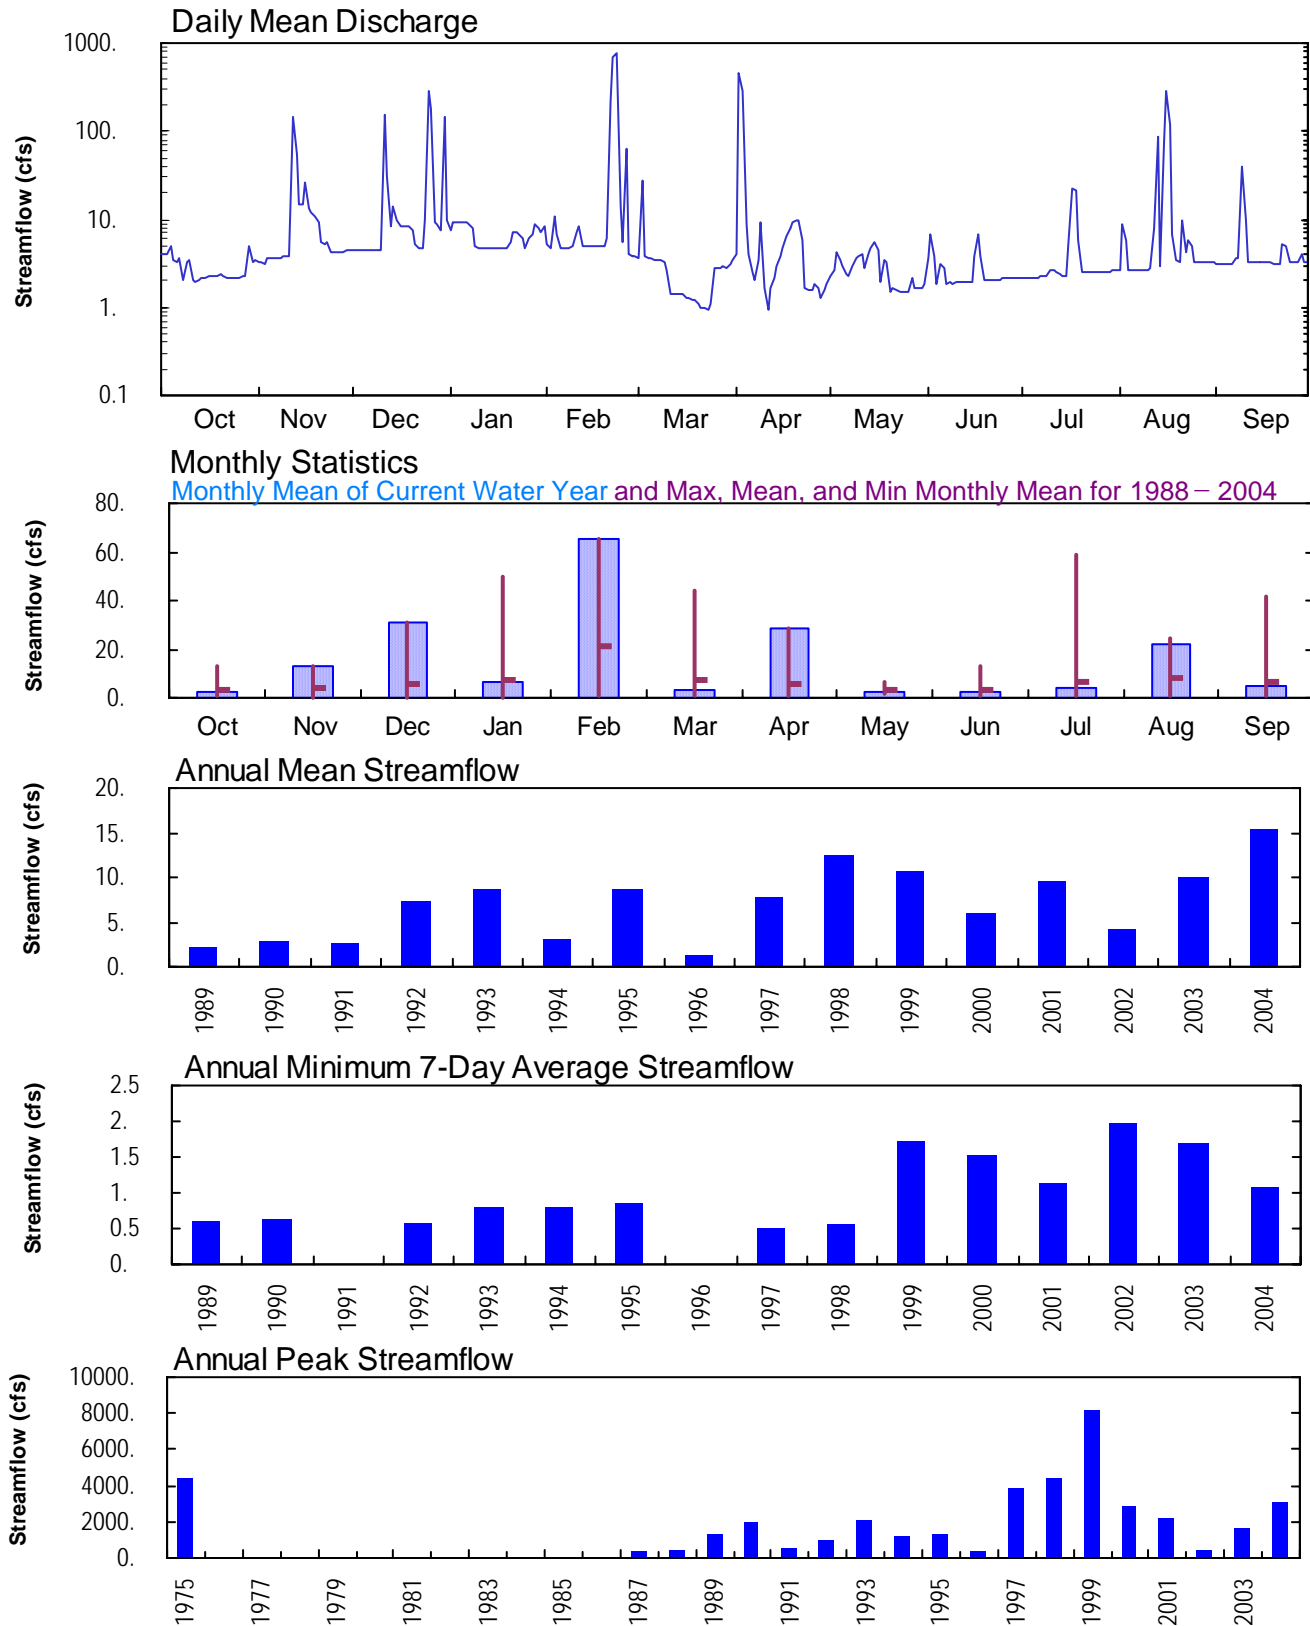 Daily Mean Discharge
Streamflow (cfs)
1000.
100.
10.
1.
0.1
Oct Nov Dec Jan Feb Mar Apr May Jun Jul Aug Sep
Monthly Statistics
Monthly Mean of Current Water Year and Max, Mean, and Min Monthly Mean for 1988 – 2004
Streamflow (cfs)
80.
60.
40.
20.
0.
Oct Nov Dec Jan Feb Mar Apr May Jun Jul Aug Sep
Annual Mean Streamflow
Streamflow (cfs)
20.
15.
10.
5.
0.
1989 1990 1991 1992 1993 1994 1995 1996 1997 1998 1999 2000 2001 2002 2003 2004
Annual Minimum 7-Day Average Streamflow
Streamflow (cfs)
2.5
2.
1.5
1.
0.5
0.
1989 1990 1991 1992 1993 1994 1995 1996 1997 1998 1999 2000 2001 2002 2003 2004
Annual Peak Streamflow
Streamflow (cfs)
10000.
8000.
6000.
4000.
2000.
0.
1975 1977 1979 1981 1983 1985 1987 1989 1991 1993 1995 1997 1999 2001 2003